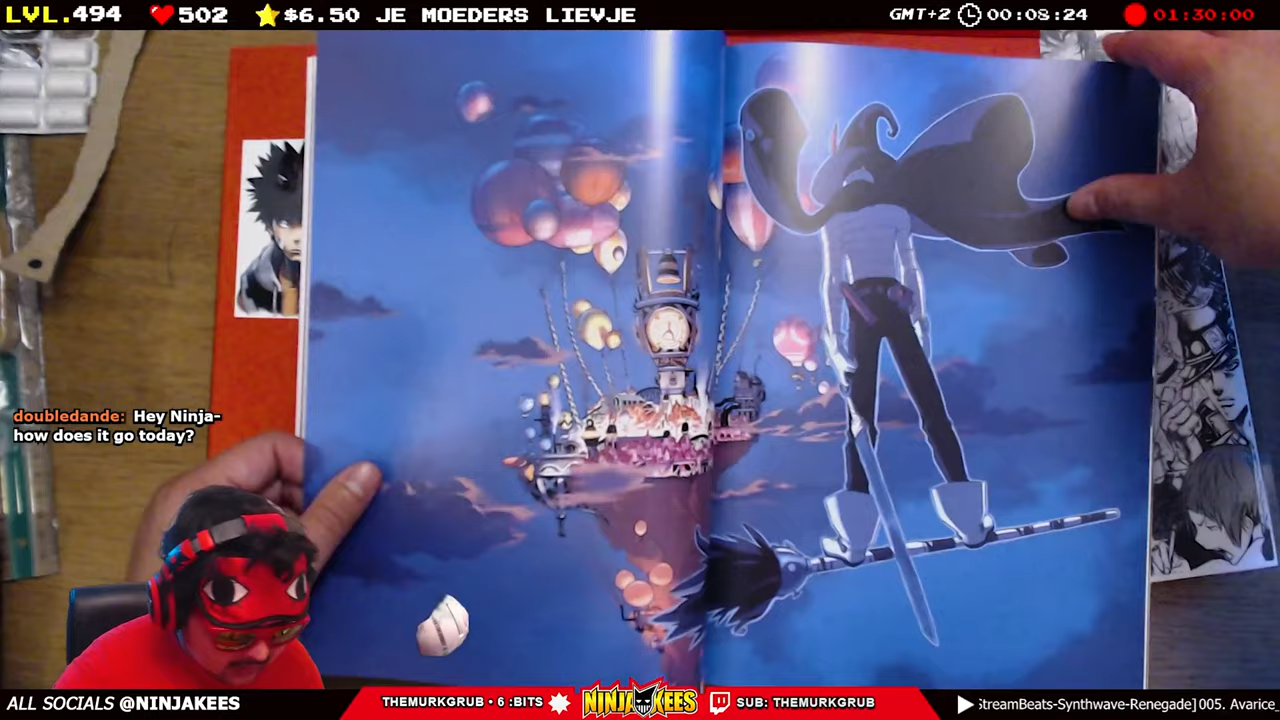 LVL.494 502 $6.50 JE MOEDERS LIEVJE GMT+2 00:08:24 01:30:00
doubledande: Hey Ninja-
how does it go today?
ALL SOCIALS @NINJAKEES THEMURKGRUB • 6 :BITS NINJAKEES SUB: THEMURKGRUB StreamBeats-Synthwave-Renegade] 005. Avarice_